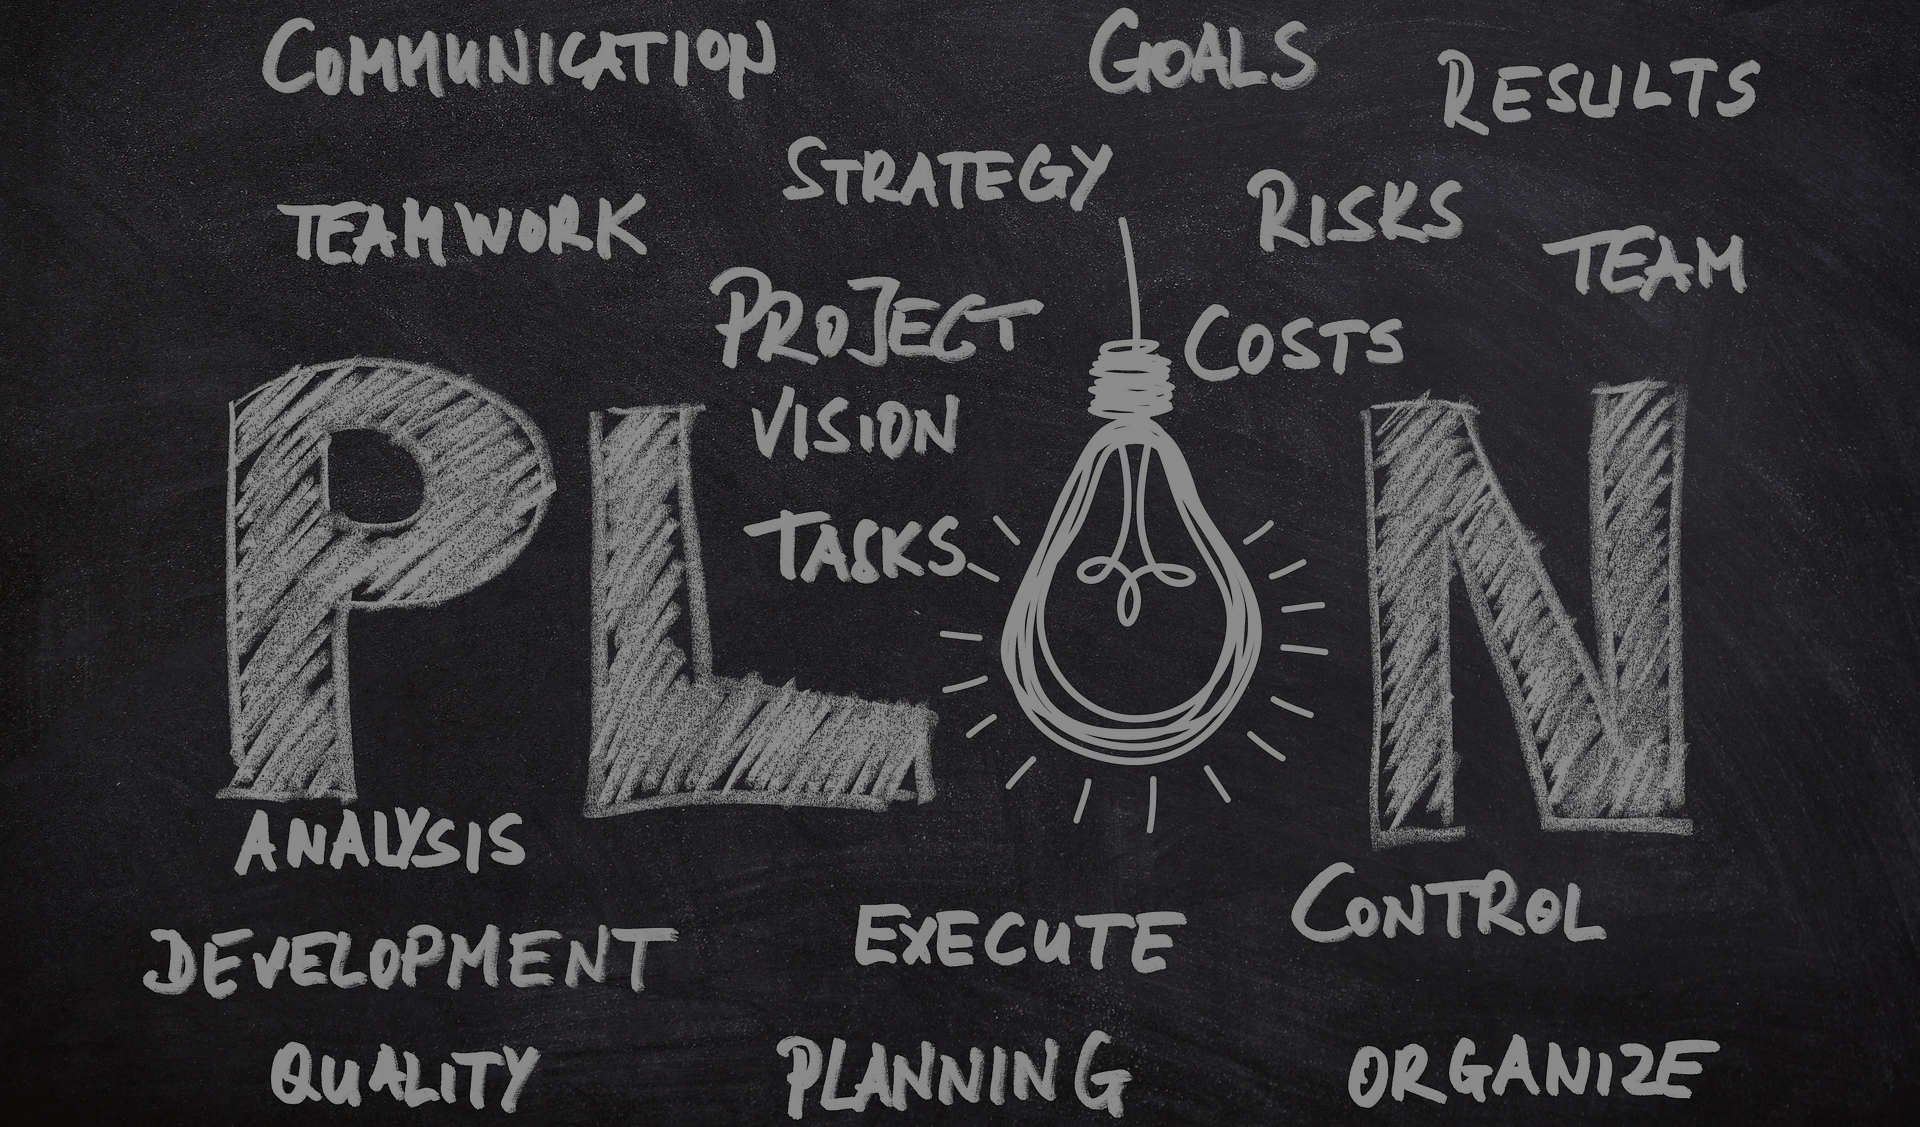 COMMUNICATION
GOALS
RESULTS
STRATEGY
RISKS
TEAMWORK
TEAM
PROJECT
COSTS
VISION
TASKS
PLAN
ANALYSIS
CONTROL
EXECUTE
DEVELOPMENT
QUALITY
PLANNING
ORGANIZE